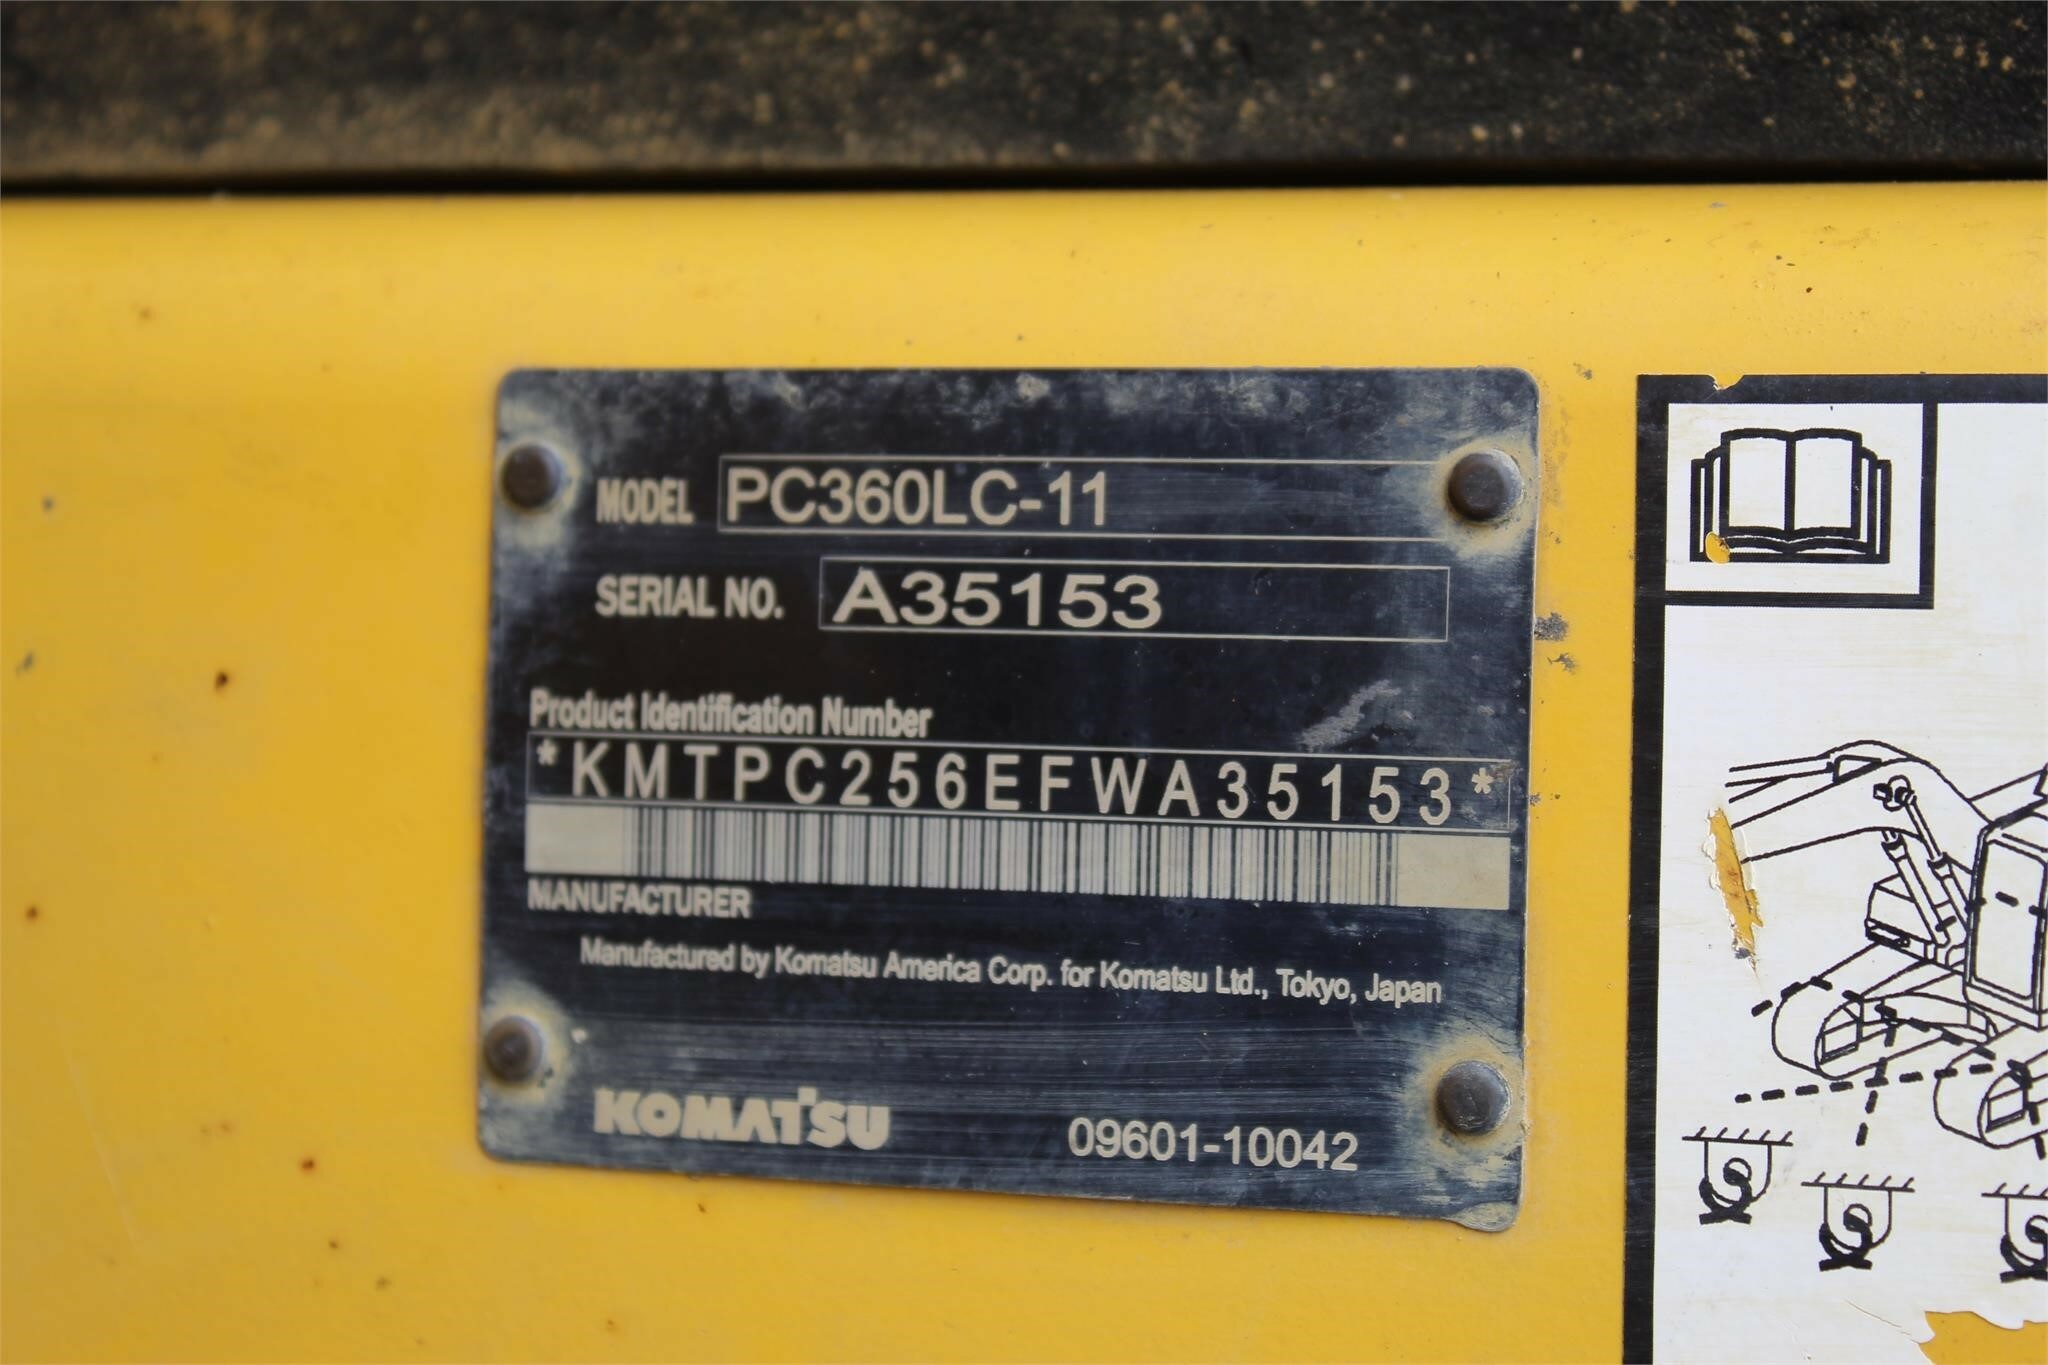 MODEL PC360LC-11
SERIAL NO. A35153
Product Identification Number
*KMTPC256EFWA35153*
MANUFACTURER
Manufactured by Komatsu America Corp. for Komatsu Ltd., Tokyo, Japan
KOMATSU 09601-10042